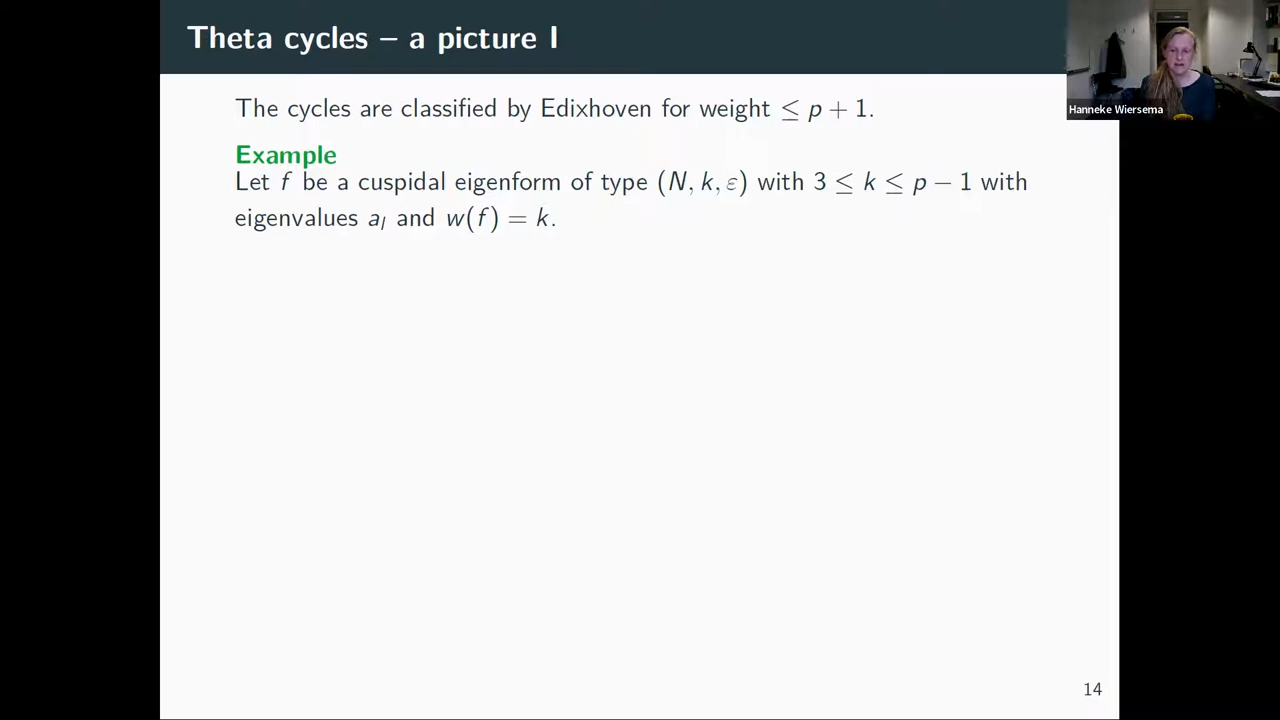 Theta cycles – a picture I
Hanneke Wiersema
The cycles are classified by Edixhoven for weight ≤ p + 1.
Example
Let f be a cuspidal eigenform of type (N, k, ε) with 3 ≤ k ≤ p − 1 with
eigenvalues a_l and w(f) = k.
14